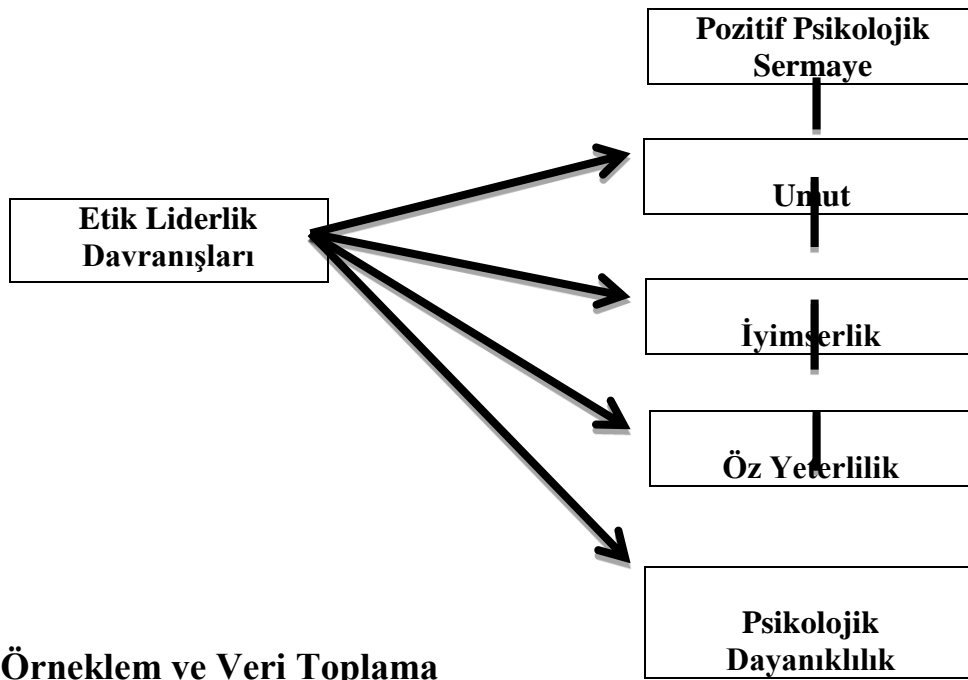 Pozitif Psikolojik
Sermaye
Umut
Etik Liderlik
Davranışları
İyimserlik
Öz Yeterlilik
Psikolojik
Dayanıklılık
Örneklem ve Veri Toplama